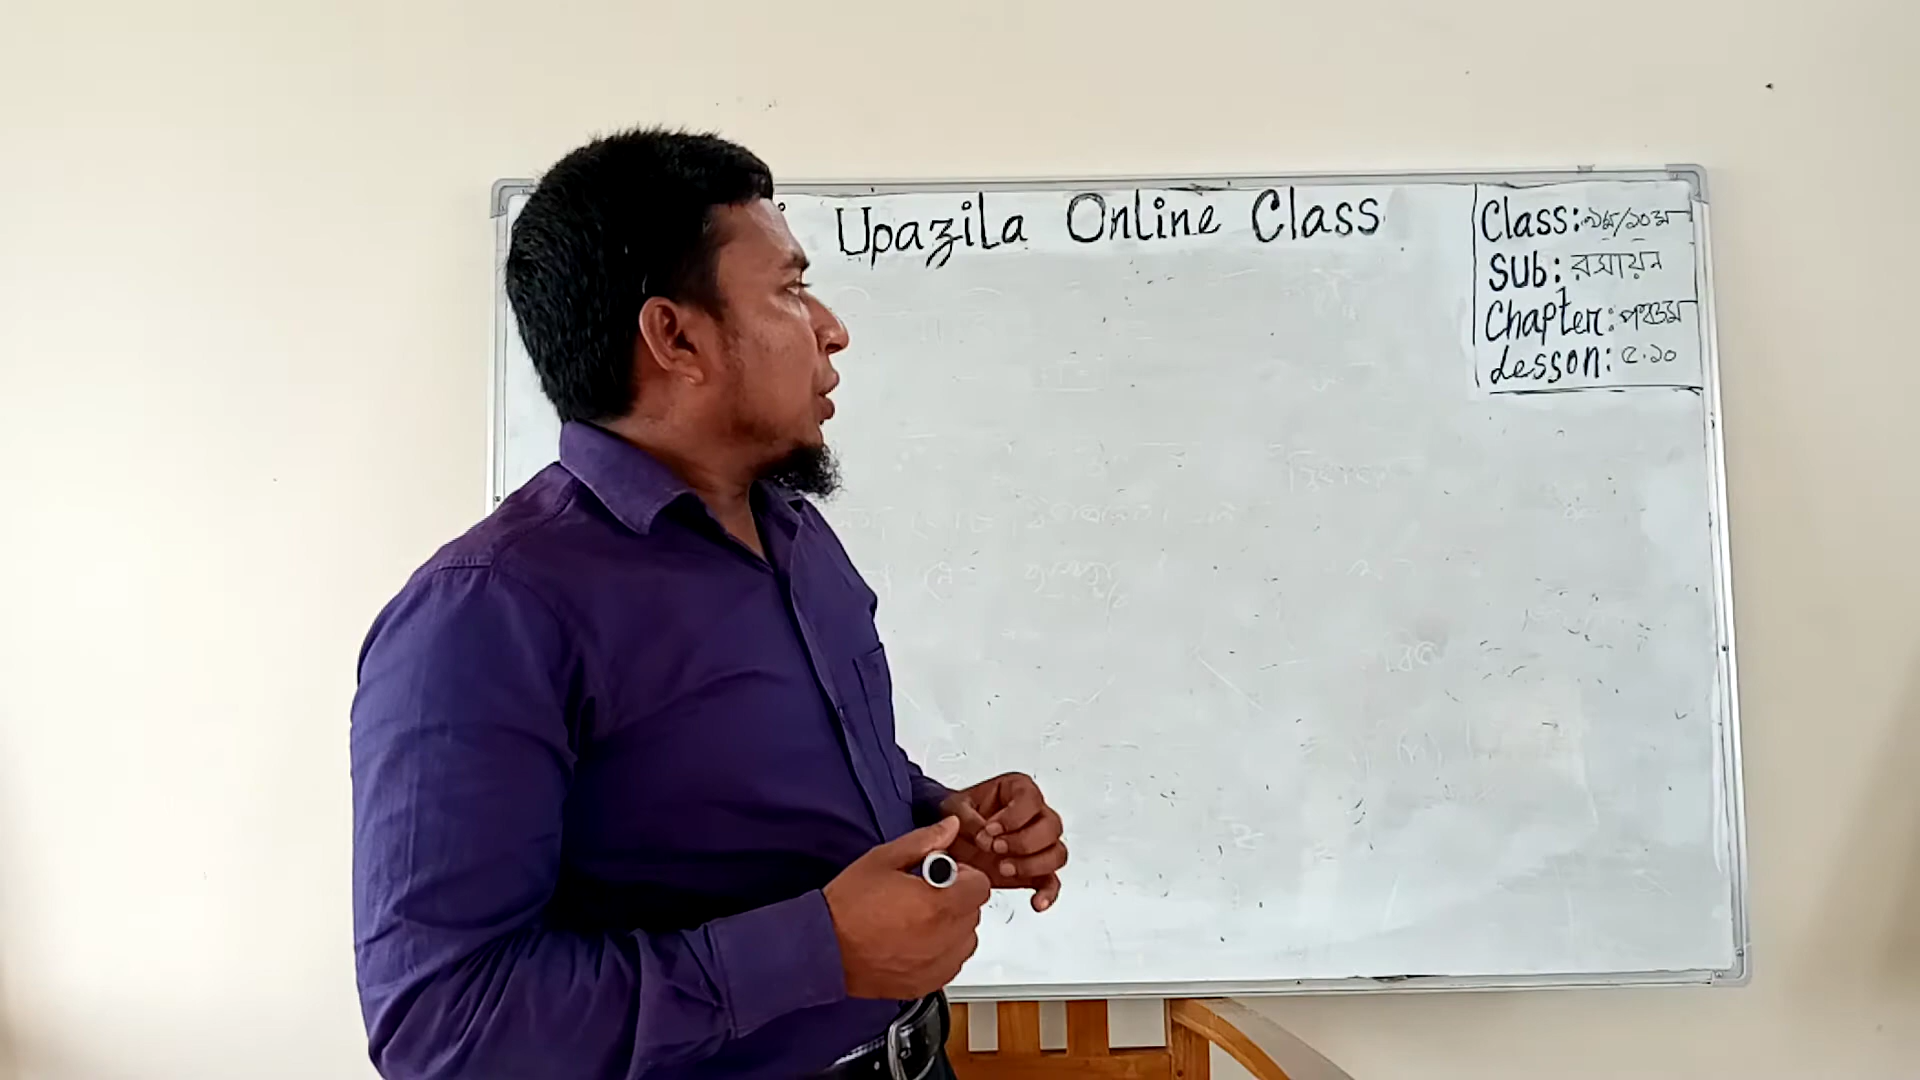 Upazila Online Class
Class: ৯ম/১০ম
Sub: রসায়ন
Chapter: পঞ্চম
Lesson: ৫.১০